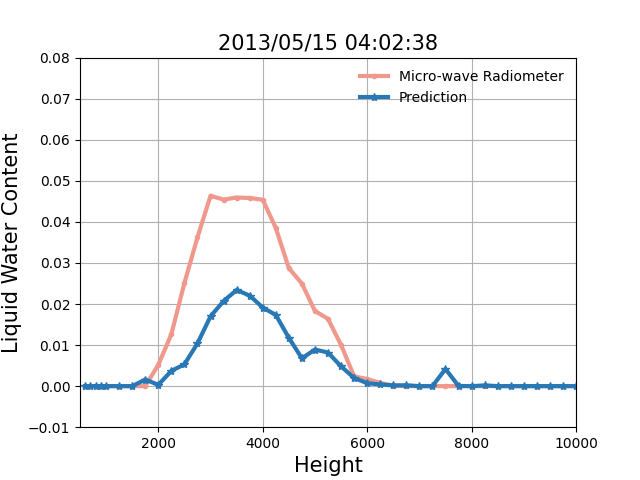 2013/05/15 04:02:38
Micro-wave Radiometer
Prediction
Liquid Water Content
0.08
0.07
0.06
0.05
0.04
0.03
0.02
0.01
0.00
−0.01
2000 4000 6000 8000 10000
Height